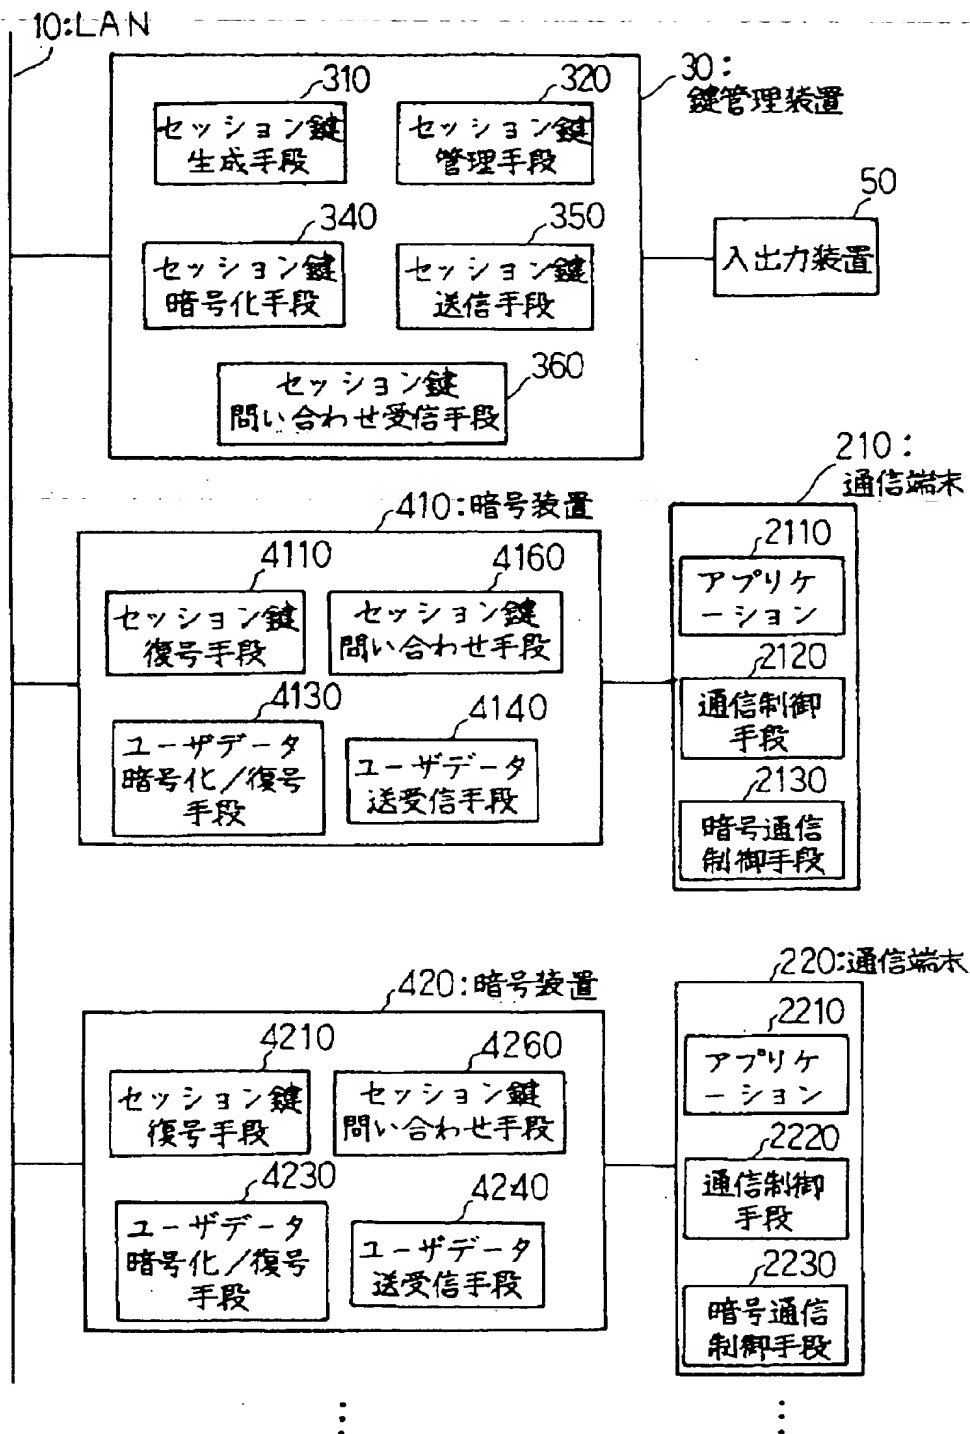 10:LAN
310
セッション鍵
生成手段
320
セッション鍵
管理手段
30:
鍵管理装置
340
セッション鍵
暗号化手段
350
セッション鍵
送信手段
50
入出力装置
360
セッション鍵
問い合わせ受信手段
410:暗号装置
4110
セッション鍵
復号手段
4160
セッション鍵
問い合わせ手段
4130
ユーザデータ
暗号化/復号
手段
4140
ユーザデータ
送受信手段
210:
通信端末
2110
アプリケ
ーション
2120
通信制御
手段
2130
暗号通信
制御手段
420:暗号装置
4210
セッション鍵
復号手段
4260
セッション鍵
問い合わせ手段
4230
ユーザデータ
暗号化/復号
手段
4240
ユーザデータ
送受信手段
220:通信端末
2210
アプリケ
ーション
2220
通信制御
手段
2230
暗号通信
制御手段